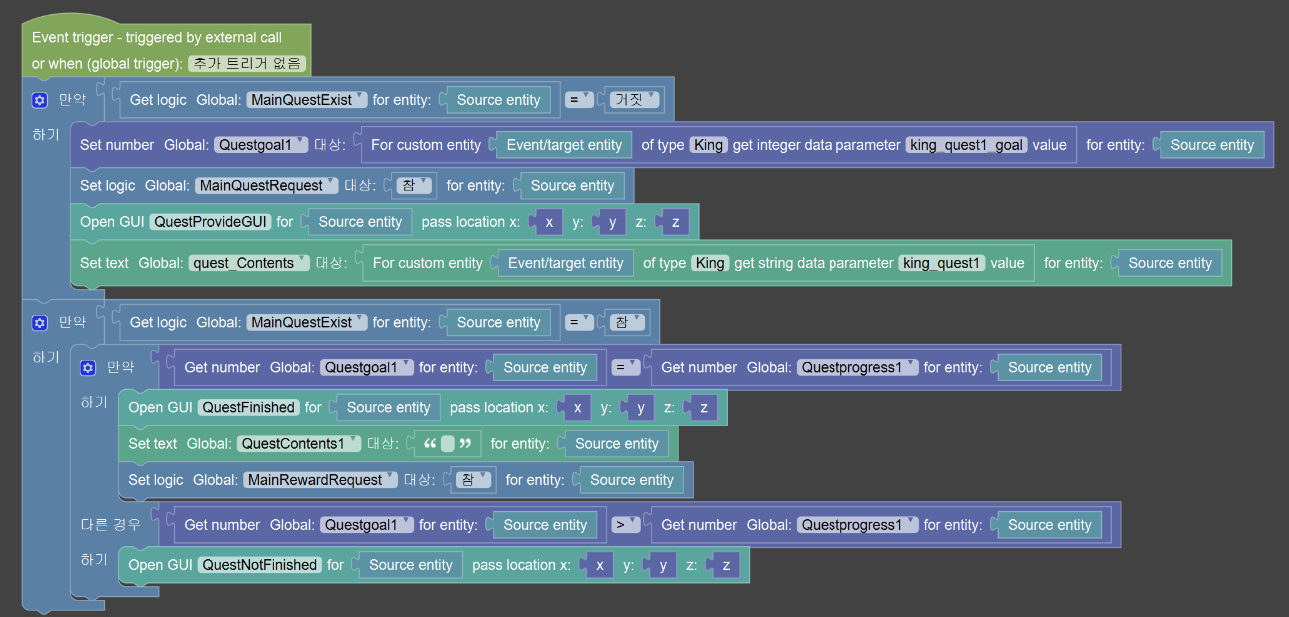 Event trigger - triggered by external call
or when (global trigger): 추가 트리거 없음
만약 Get logic Global: MainQuestExist for entity: Source entity = 거짓
하기 Set number Global: Questgoal1 대상: For custom entity Event/target entity of type King get integer data parameter king_quest1_goal value for entity: Source entity
Set logic Global: MainQuestRequest 대상: 참 for entity: Source entity
Open GUI QuestProvideGUI for Source entity pass location x: x y: y z: z
Set text Global: quest_Contents 대상: For custom entity Event/target entity of type King get string data parameter king_quest1 value for entity: Source entity
만약 Get logic Global: MainQuestExist for entity: Source entity = 참
하기 만약 Get number Global: Questgoal1 for entity: Source entity = Get number Global: Questprogress1 for entity: Source entity
하기 Open GUI QuestFinished for Source entity pass location x: x y: y z: z
Set text Global: QuestContents1 대상: “ ” for entity: Source entity
Set logic Global: MainRewardRequest 대상: 참 for entity: Source entity
다른 경우 Get number Global: Questgoal1 for entity: Source entity > Get number Global: Questprogress1 for entity: Source entity
하기 Open GUI QuestNotFinished for Source entity pass location x: x y: y z: z